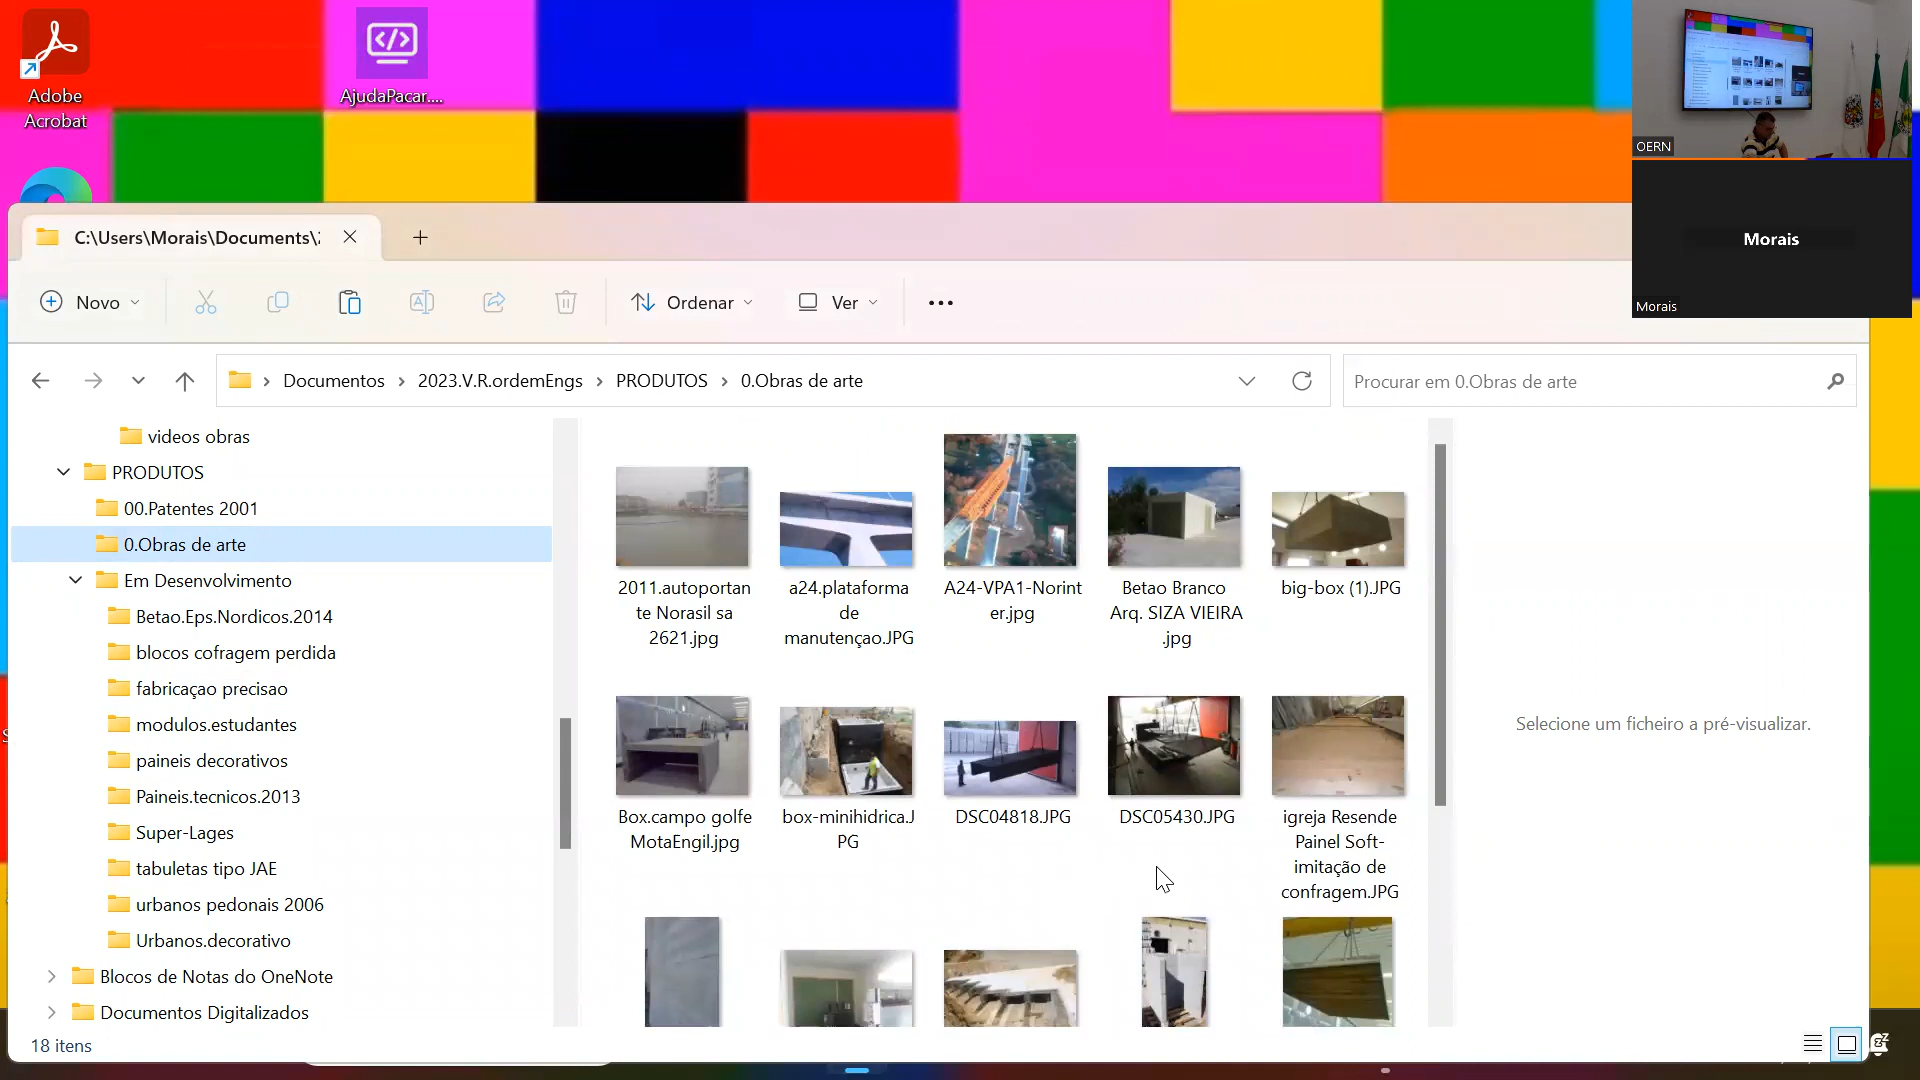 Adobe
Acrobat
AjudaPacar....
OERN
Morais
Morais
C:\Users\Morais\Documents\
Novo
Ordenar
Ver
Documentos
2023.V.R.ordemEngs
PRODUTOS
0.Obras de arte
Procurar em 0.Obras de arte
videos obras
PRODUTOS
00.Patentes 2001
0.Obras de arte
Em Desenvolvimento
Betao.Eps.Nordicos.2014
blocos cofragem perdida
fabricaçao precisao
modulos.estudantes
paineis decorativos
Paineis.tecnicos.2013
Super-Lages
tabuletas tipo JAE
urbanos pedonais 2006
Urbanos.decorativo
Blocos de Notas do OneNote
Documentos Digitalizados
2011.autoportan
te Norasil sa
2621.jpg
a24.plataforma
de
manutençao.JPG
A24-VPA1-Norint
er.jpg
Betao Branco
Arq. SIZA VIEIRA
.jpg
big-box (1).JPG
Box.campo golfe
MotaEngil.jpg
box-minihidrica.J
PG
DSC04818.JPG
DSC05430.JPG
igreja Resende
Painel Soft-
imitação de
confragem.JPG
Selecione um ficheiro a pré-visualizar.
18 itens